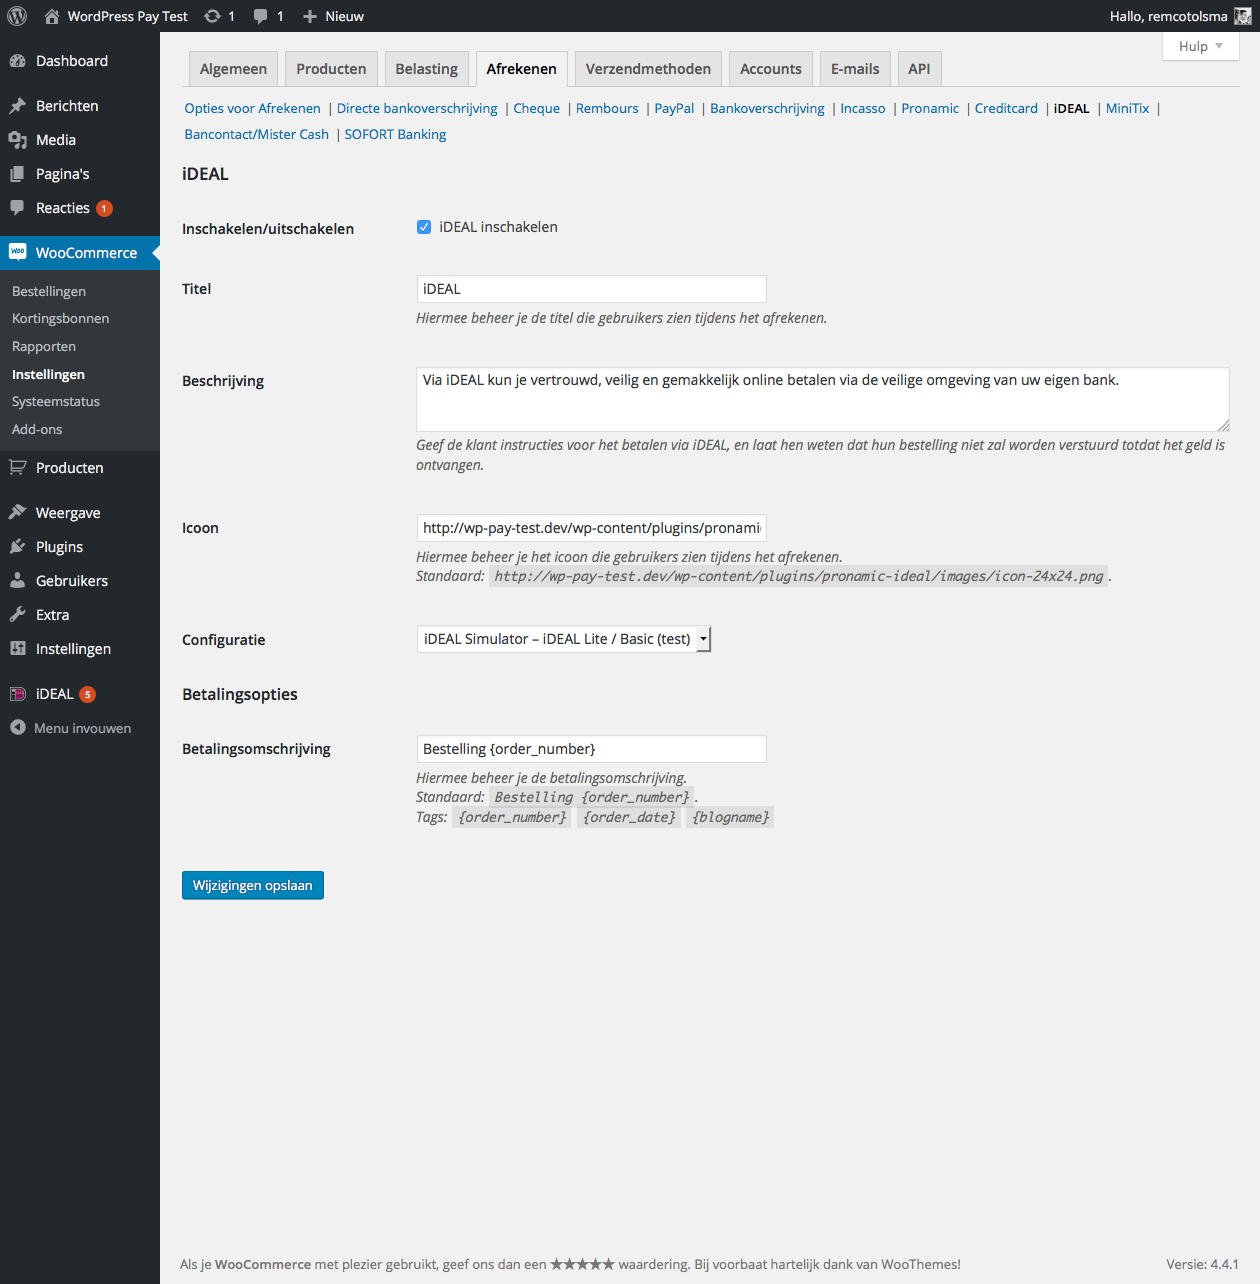 WordPress Pay Test 1 1 Nieuw Hallo, remcotolsma
Hulp
Dashboard
Berichten
Media
Pagina's
Reacties 1
WooCommerce
Bestellingen
Kortingsbonnen
Rapporten
Instellingen
Systeemstatus
Add-ons
Producten
Weergave
Plugins
Gebruikers
Extra
Instellingen
iDEAL 5
Menu invouwen
Algemeen Producten Belasting Afrekenen Verzendmethoden Accounts E-mails API
Opties voor Afrekenen | Directe bankoverschrijving | Cheque | Rembours | PayPal | Bankoverschrijving | Incasso | Pronamic | Creditcard | iDEAL | MiniTix |
Bancontact/Mister Cash | SOFORT Banking
iDEAL
Inschakelen/uitschakelen iDEAL inschakelen
Titel iDEAL
Hiermee beheer je de titel die gebruikers zien tijdens het afrekenen.
Beschrijving Via iDEAL kun je vertrouwd, veilig en gemakkelijk online betalen via de veilige omgeving van uw eigen bank.
Geef de klant instructies voor het betalen via iDEAL, en laat hen weten dat hun bestelling niet zal worden verstuurd totdat het geld is
ontvangen.
Icoon http://wp-pay-test.dev/wp-content/plugins/pronamic
Hiermee beheer je het icoon die gebruikers zien tijdens het afrekenen.
Standaard: http://wp-pay-test.dev/wp-content/plugins/pronamic-ideal/images/icon-24x24.png.
Configuratie iDEAL Simulator – iDEAL Lite / Basic (test)
Betalingsopties
Betalingsomschrijving Bestelling {order_number}
Hiermee beheer je de betalingsomschrijving.
Standaard: Bestelling {order_number}.
Tags: {order_number} {order_date} {blogname}
Wijzigingen opslaan
Als je WooCommerce met plezier gebruikt, geef ons dan een ★★★★★ waardering. Bij voorbaat hartelijk dank van WooThemes! Versie: 4.4.1